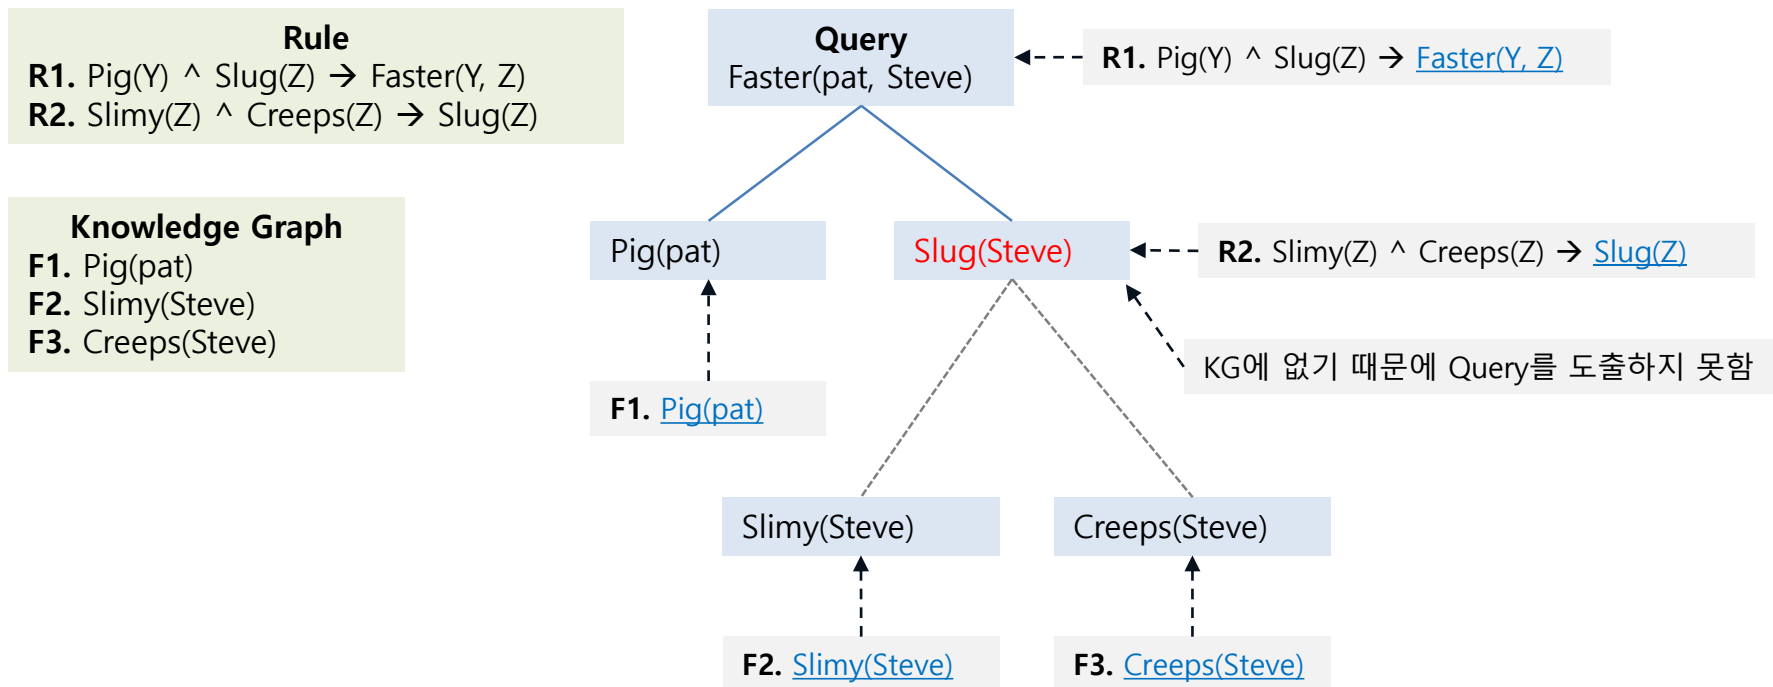 Rule
R1. Pig(Y) ^ Slug(Z) → Faster(Y, Z)
R2. Slimy(Z) ^ Creeps(Z) → Slug(Z)
Query
Faster(pat, Steve)
R1. Pig(Y) ^ Slug(Z) → Faster(Y, Z)
Knowledge Graph
F1. Pig(pat)
F2. Slimy(Steve)
F3. Creeps(Steve)
Pig(pat)
Slug(Steve)
R2. Slimy(Z) ^ Creeps(Z) → Slug(Z)
KG에 없기 때문에 Query를 도출하지 못함
F1. Pig(pat)
Slimy(Steve)
Creeps(Steve)
F2. Slimy(Steve)
F3. Creeps(Steve)